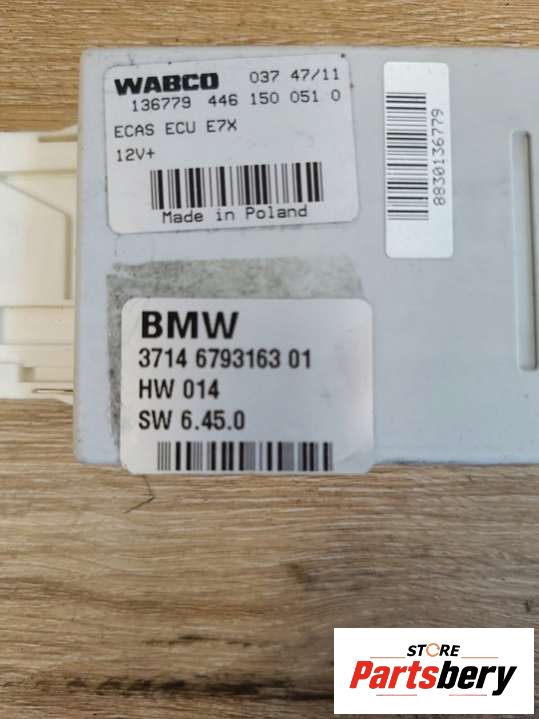 WABCO 037 47/11
136779 446 150 051 0
ECAS ECU E7X
12V+
Made in Poland
8830136779
BMW
3714 6793163 01
HW 014
SW 6.45.0
STORE
Partsbery